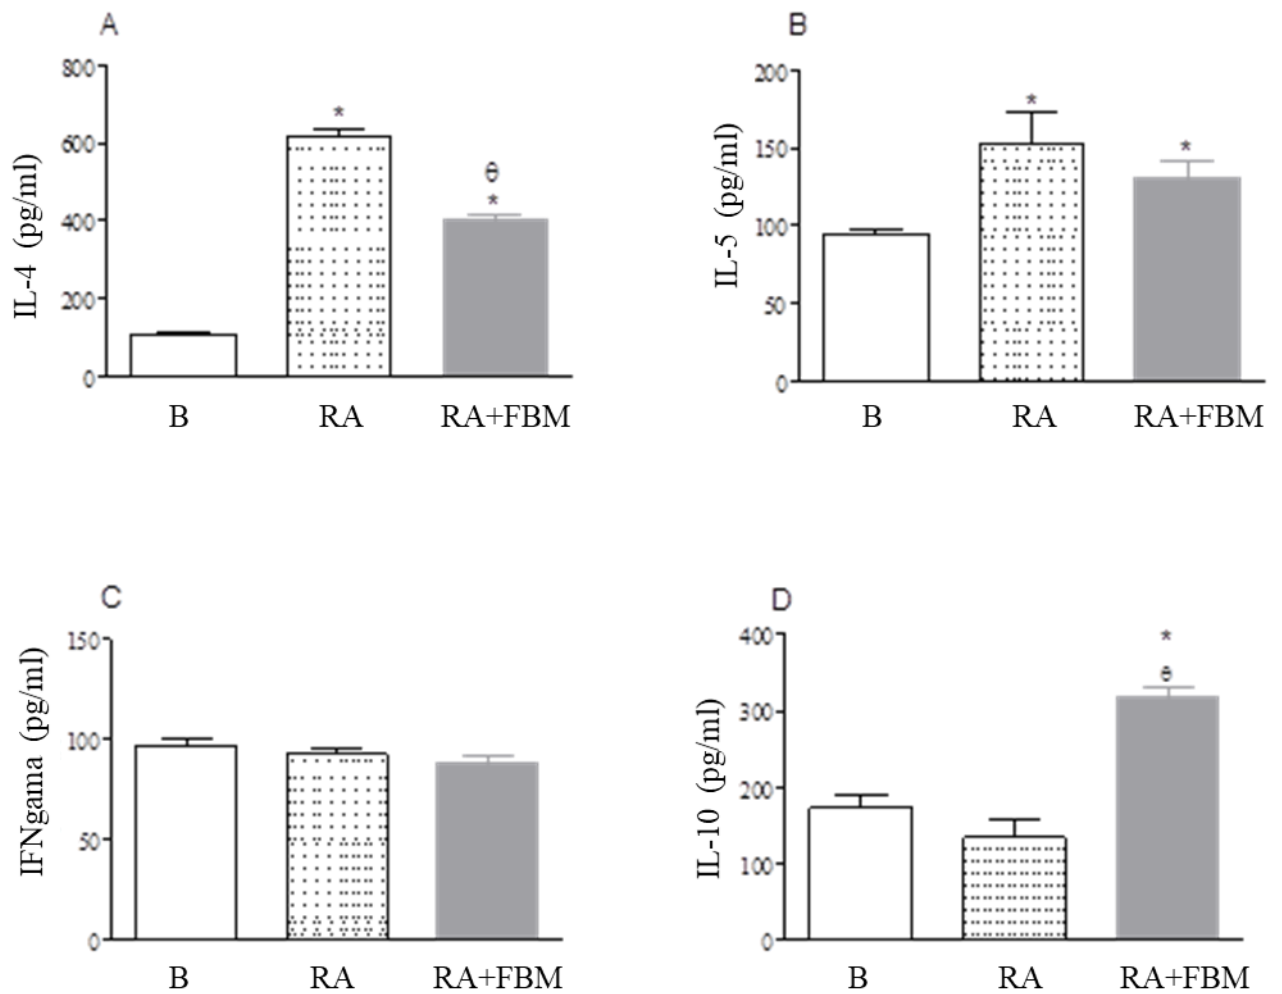 A
IL-4 (pg/ml)
800
600
400
200
0
*
θ
*
B RA RA+FBM
B
IL-5 (pg/ml)
200
150
100
50
0
*
*
B RA RA+FBM
C
IFNgama (pg/ml)
150
100
50
0
B RA RA+FBM
D
IL-10 (pg/ml)
400
300
200
100
0
*
θ
B RA RA+FBM